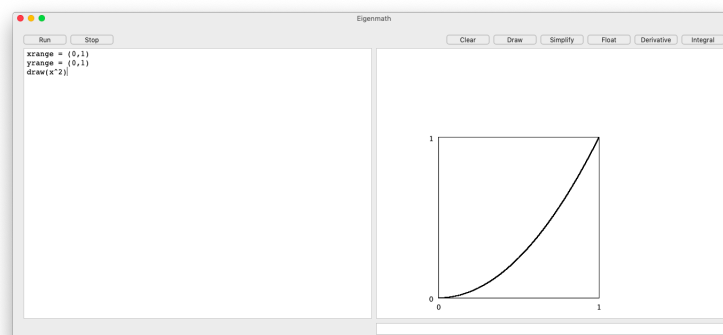 Eigenmath
Run Stop Clear Draw Simplify Float Derivative Integral
xrange = (0,1)
yrange = (0,1)
draw(x^2)
1
0
0 1